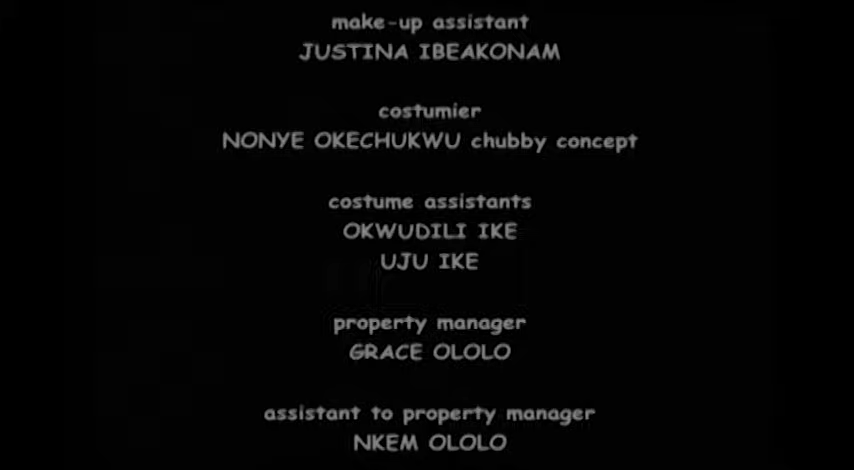 make-up assistant
JUSTINA IBEAKONAM
costumier
NONYE OKECHUKWU chubby concept
costume assistants
OKWUDILI IKE
UJU IKE
property manager
GRACE OLOLO
assistant to property manager
NKEM OLOLO